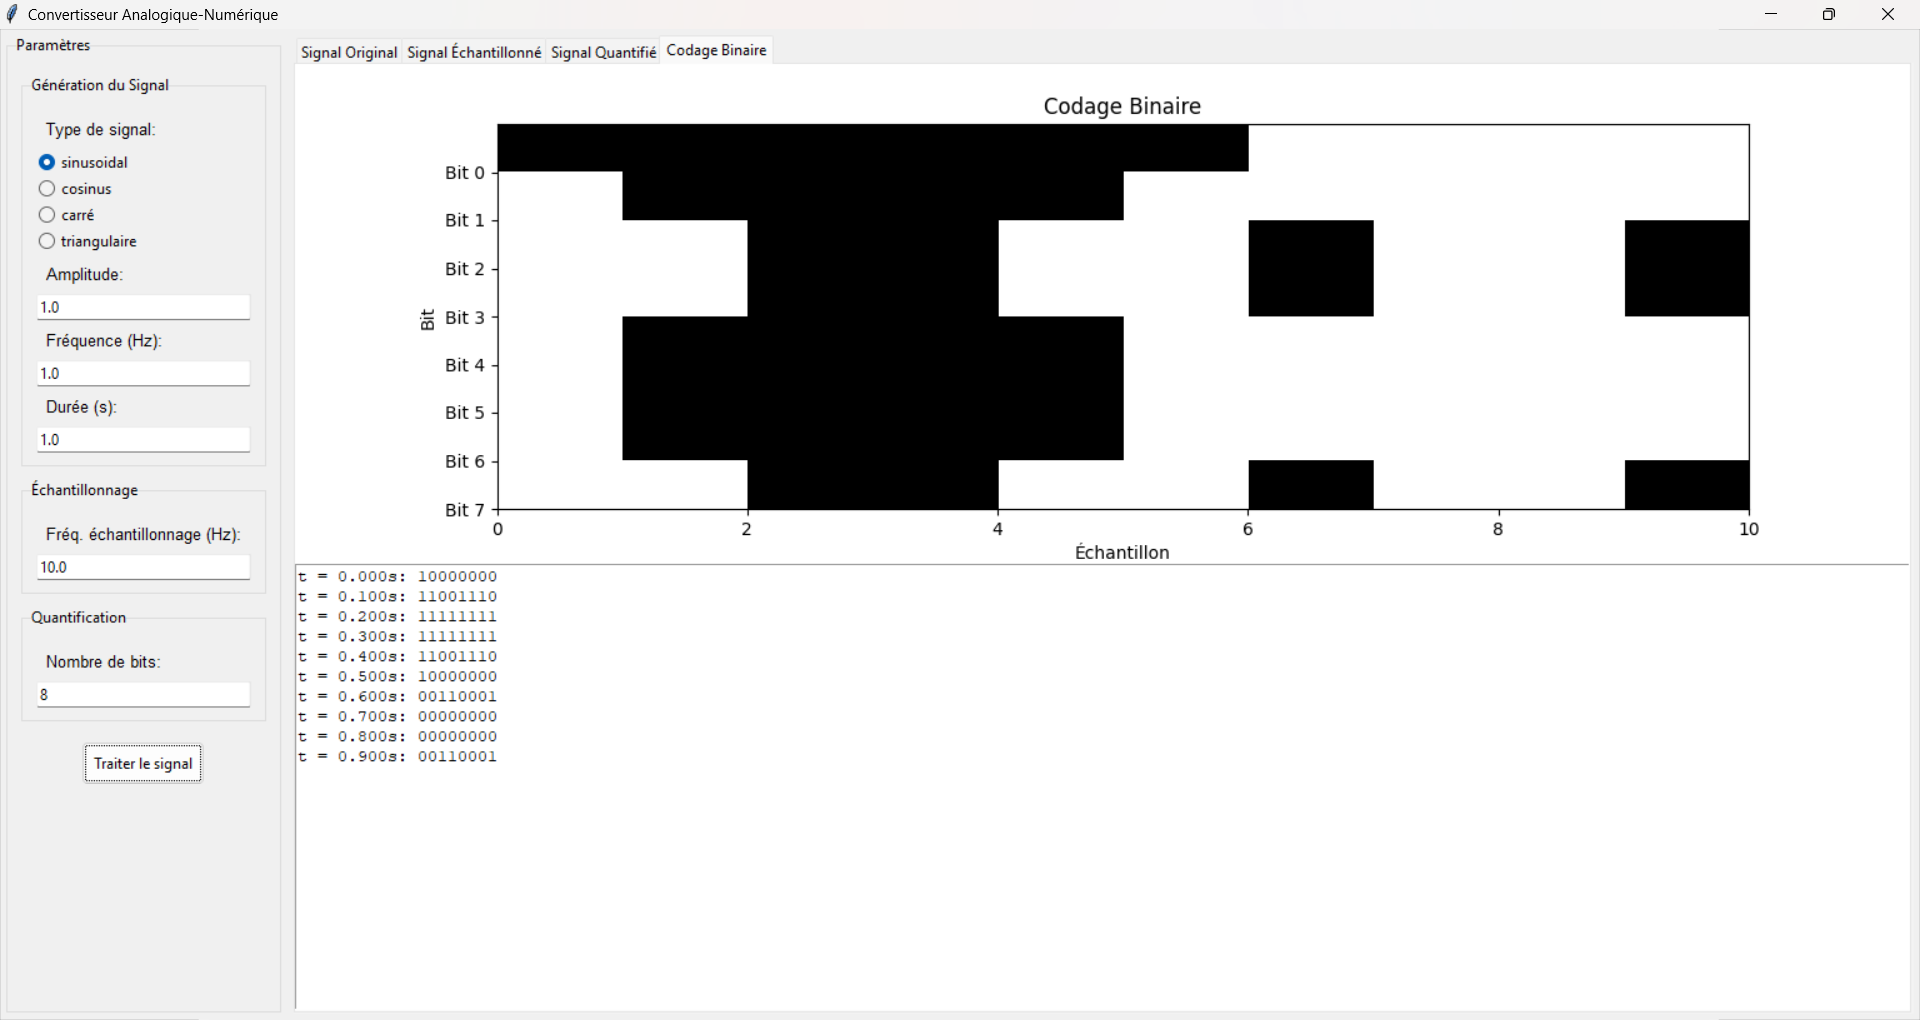 Convertisseur Analogique-Numérique
Paramètres
Génération du Signal
Type de signal:
sinusoidal
cosinus
carré
triangulaire
Amplitude:
1.0
Fréquence (Hz):
1.0
Durée (s):
1.0
Échantillonnage
Fréq. échantillonnage (Hz):
10.0
Quantification
Nombre de bits:
8
Traiter le signal
Signal Original Signal Échantillonné Signal Quantifié Codage Binaire
Codage Binaire
Bit
Bit 0
Bit 1
Bit 2
Bit 3
Bit 4
Bit 5
Bit 6
Bit 7
0 2 4 6 8 10
Échantillon
t = 0.000s: 10000000
t = 0.100s: 11001110
t = 0.200s: 11111111
t = 0.300s: 11111111
t = 0.400s: 11001110
t = 0.500s: 10000000
t = 0.600s: 00110001
t = 0.700s: 00000000
t = 0.800s: 00000000
t = 0.900s: 00110001